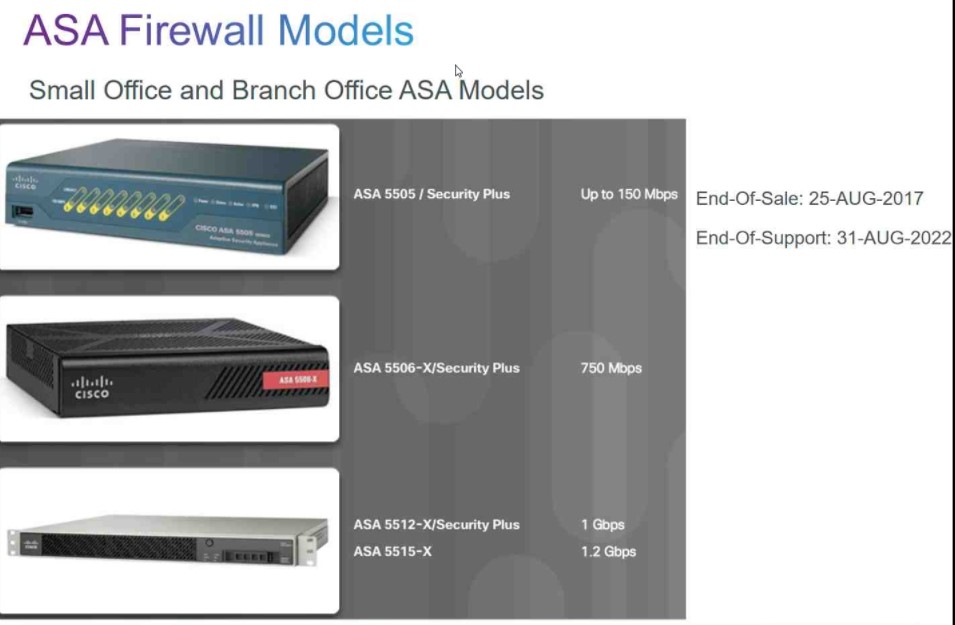 ASA Firewall Models
Small Office and Branch Office ASA Models
CISCO
CISCO ASA 5505
Adaptive Security Appliance
ASA 5505 / Security Plus
Up to 150 Mbps
End-Of-Sale: 25-AUG-2017
End-Of-Support: 31-AUG-2022
CISCO
ASA 5506-X
ASA 5506-X/Security Plus
750 Mbps
CISCO
ASA 5512-X/Security Plus
1 Gbps
ASA 5515-X
1.2 Gbps